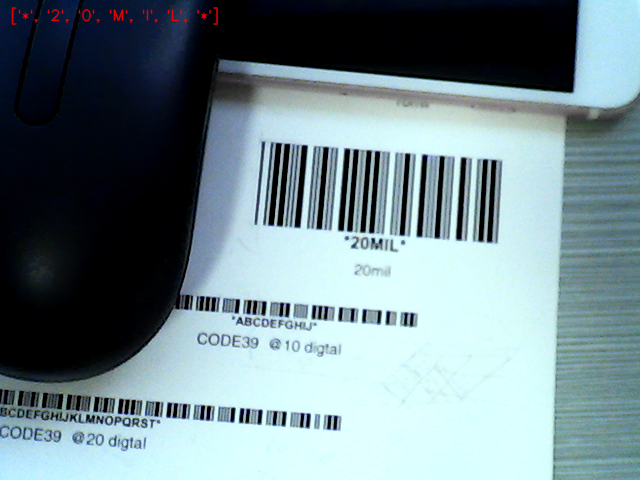 ['*', '2', '0', 'M', 'I', 'L', '*']
*20MIL*
20mil
*ABCDEFGHIJ*
CODE39 @10 digtal
BCDEFGHIJKLMNOPQRST*
CODE39 @20 digtal